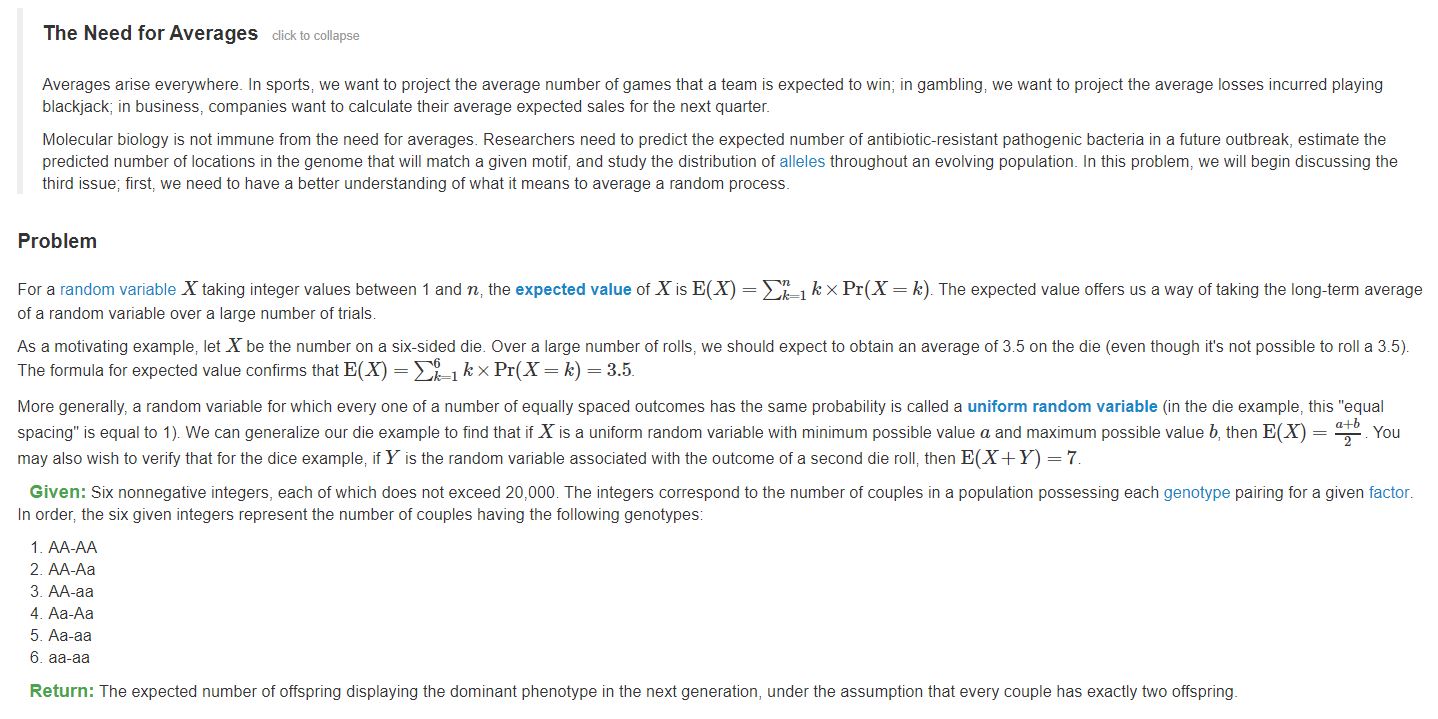 The Need for Averages click to collapse
Averages arise everywhere. In sports, we want to project the average number of games that a team is expected to win; in gambling, we want to project the average losses incurred playing
blackjack; in business, companies want to calculate their average expected sales for the next quarter.
Molecular biology is not immune from the need for averages. Researchers need to predict the expected number of antibiotic-resistant pathogenic bacteria in a future outbreak, estimate the
predicted number of locations in the genome that will match a given motif, and study the distribution of alleles throughout an evolving population. In this problem, we will begin discussing the
third issue; first, we need to have a better understanding of what it means to average a random process.
Problem
For a random variable X taking integer values between 1 and n, the expected value of X is E(X) = ∑ₖ₌₁ⁿ k × Pr(X = k). The expected value offers us a way of taking the long-term average
of a random variable over a large number of trials.
As a motivating example, let X be the number on a six-sided die. Over a large number of rolls, we should expect to obtain an average of 3.5 on the die (even though it's not possible to roll a 3.5).
The formula for expected value confirms that E(X) = ∑ₖ₌₁⁶ k × Pr(X = k) = 3.5.
More generally, a random variable for which every one of a number of equally spaced outcomes has the same probability is called a uniform random variable (in the die example, this "equal
spacing" is equal to 1). We can generalize our die example to find that if X is a uniform random variable with minimum possible value a and maximum possible value b, then E(X) = (a+b)/2. You
may also wish to verify that for the dice example, if Y is the random variable associated with the outcome of a second die roll, then E(X + Y) = 7.
Given: Six nonnegative integers, each of which does not exceed 20,000. The integers correspond to the number of couples in a population possessing each genotype pairing for a given factor.
In order, the six given integers represent the number of couples having the following genotypes:
1. AA-AA
2. AA-Aa
3. AA-aa
4. Aa-Aa
5. Aa-aa
6. aa-aa
Return: The expected number of offspring displaying the dominant phenotype in the next generation, under the assumption that every couple has exactly two offspring.